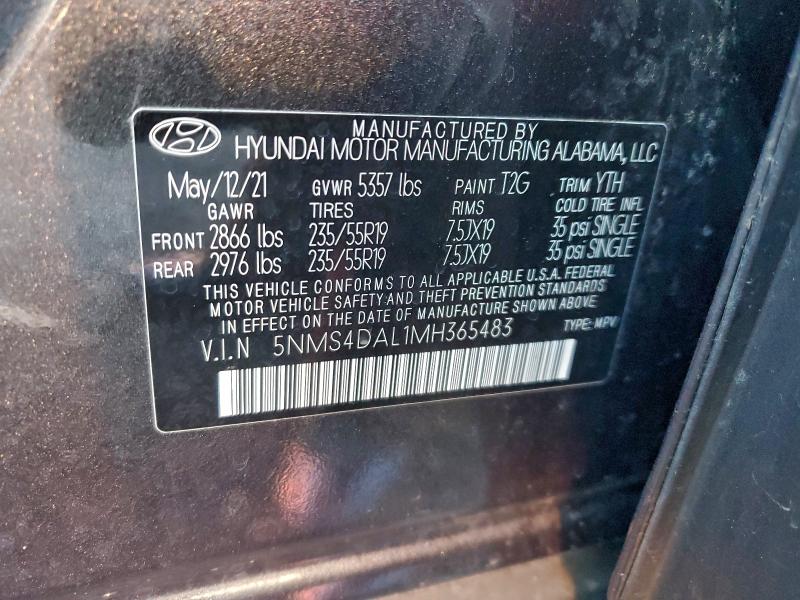 MANUFACTURED BY
HYUNDAI MOTOR MANUFACTURING ALABAMA, LLC
May/12/21 GVWR 5357 lbs PAINT T2G TRIM YTH
GAWR TIRES RIMS COLD TIRE INFL
FRONT 2866 lbs 235/55R19 7.5JX19 35 psi SINGLE
REAR 2976 lbs 235/55R19 7.5JX19 35 psi SINGLE
THIS VEHICLE CONFORMS TO ALL APPLICABLE U.S.A. FEDERAL
MOTOR VEHICLE SAFETY AND THEFT PREVENTION STANDARDS
IN EFFECT ON THE DATE OF MANUFACTURE SHOWN ABOVE
V.I.N 5NMS4DAL1MH365483 TYPE: MPV